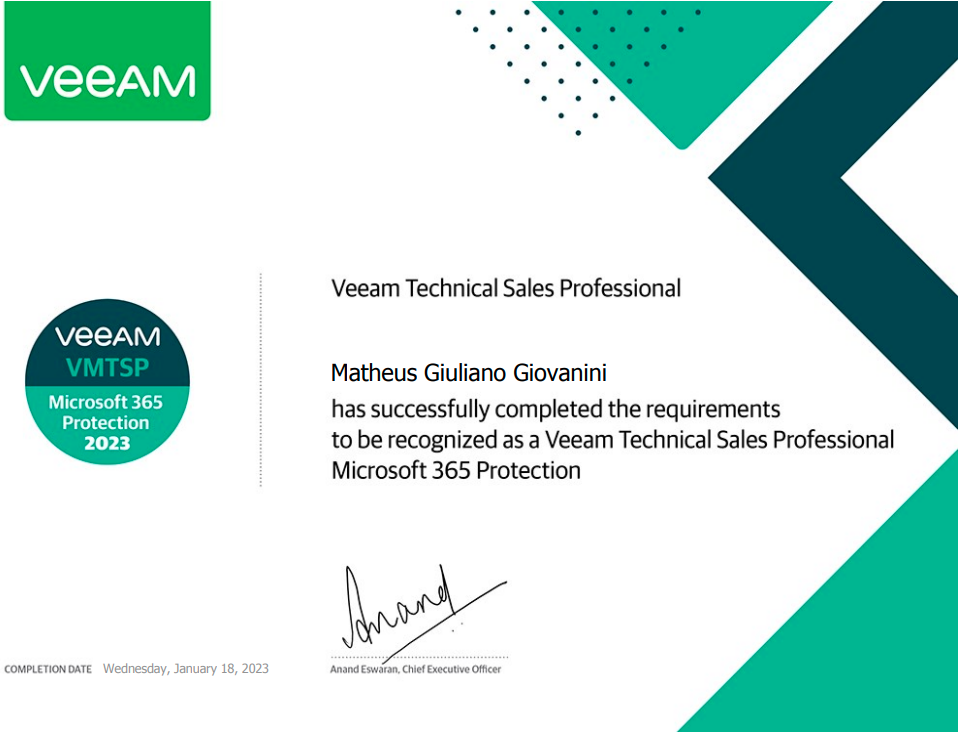 veeAM
Veeam Technical Sales Professional
veeAM
VMTSP
Microsoft 365
Protection
2023
Matheus Giuliano Giovanini
has successfully completed the requirements
to be recognized as a Veeam Technical Sales Professional
Microsoft 365 Protection
Anand
COMPLETION DATE Wednesday, January 18, 2023
Anand Eswaran, Chief Executive Officer